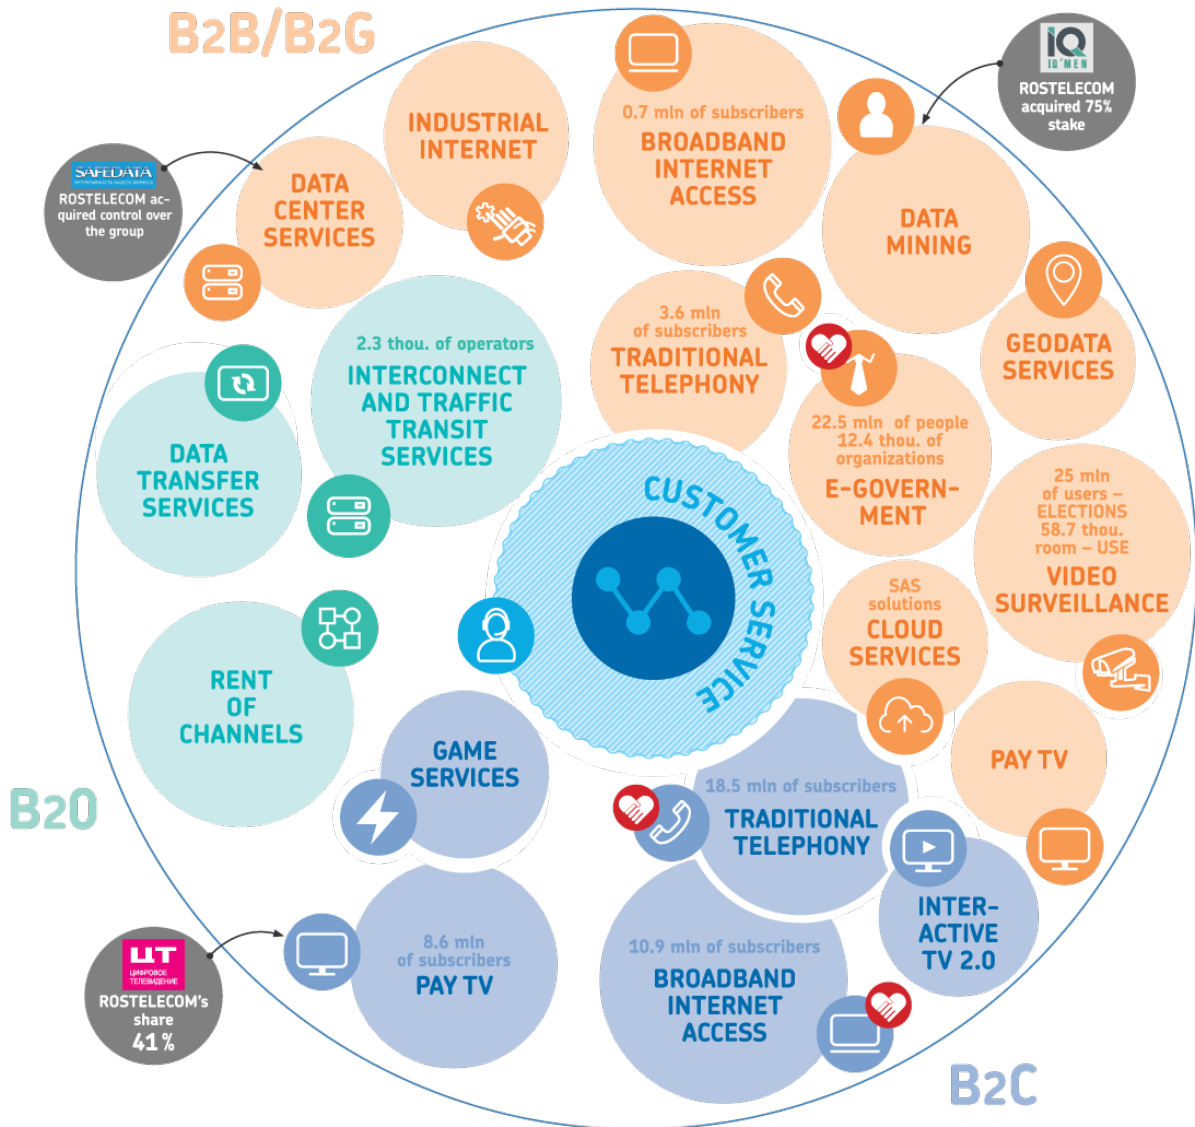 B2B/B2G
IQ
IQ'MEN
ROSTELECOM
acquired 75%
stake
INDUSTRIAL
INTERNET
0.7 mln of subscribers
BROADBAND
INTERNET
ACCESS
SAFEDATA
НЕПРЕРЫВНОСТЬ ВАШЕГО БИЗНЕСА
ROSTELECOM ac-
quired control over
the group
DATA
CENTER
SERVICES
DATA
MINING
3.6 mln
of subscribers
TRADITIONAL
TELEPHONY
GEODATA
SERVICES
2.3 thou. of operators
INTERCONNECT
AND TRAFFIC
TRANSIT
SERVICES
22.5 mln of people
12.4 thou. of
organizations
E-GOVERN-
MENT
DATA
TRANSFER
SERVICES
25 mln
of users –
ELECTIONS
58.7 thou.
room – USE
VIDEO
SURVEILLANCE
CUSTOMER SERVICE
SAS
solutions
CLOUD
SERVICES
RENT
OF
CHANNELS
GAME
SERVICES
PAY TV
B2O
18.5 mln of subscribers
TRADITIONAL
TELEPHONY
INTER-
ACTIVE
TV 2.0
ЦТ
ЦИФРОВОЕ
ТЕЛЕВИДЕНИЕ
ROSTELECOM's
share
41 %
8.6 mln
of subscribers
PAY TV
10.9 mln of subscribers
BROADBAND
INTERNET
ACCESS
B2C